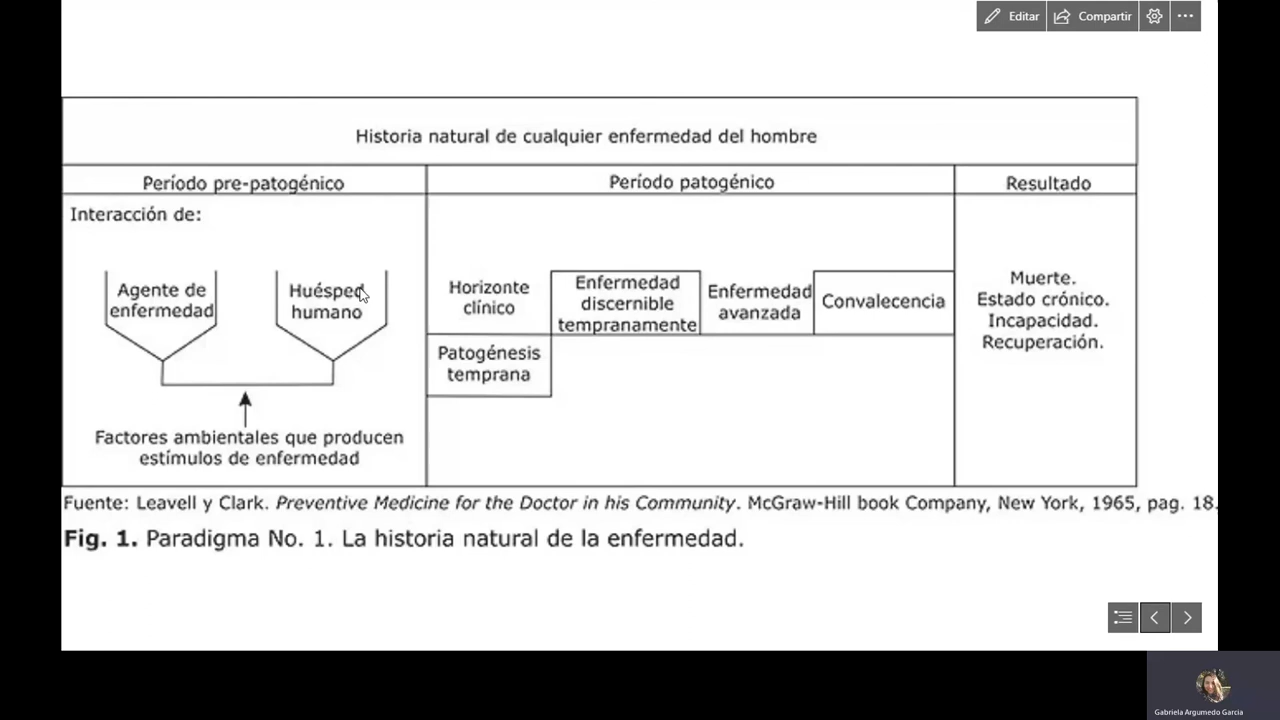 Editar
Compartir
Historia natural de cualquier enfermedad del hombre
Período pre-patogénico
Período patogénico
Resultado
Interacción de:
Agente de
enfermedad
Huésped
humano
Factores ambientales que producen
estímulos de enfermedad
Horizonte
clínico
Patogénesis
temprana
Enfermedad
discernible
tempranamente
Enfermedad
avanzada
Convalecencia
Muerte.
Estado crónico.
Incapacidad.
Recuperación.
Fuente: Leavell y Clark. Preventive Medicine for the Doctor in his Community. McGraw-Hill book Company, New York, 1965, pag. 18.
Fig. 1. Paradigma No. 1. La historia natural de la enfermedad.
Gabriela Argumedo Garcia